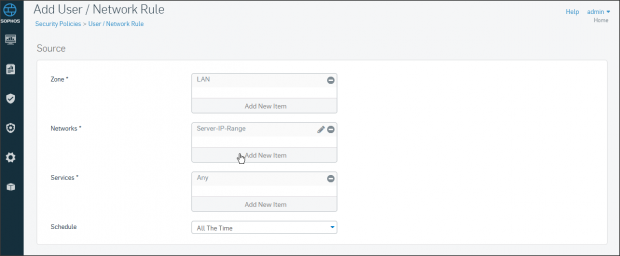 SOPHOS
Add User / Network Rule
Security Policies > User / Network Rule
Help admin
Home
Source
Zone *
LAN
Add New Item
Networks *
Server-IP-Range
Add New Item
Services *
Any
Add New Item
Schedule
All The Time